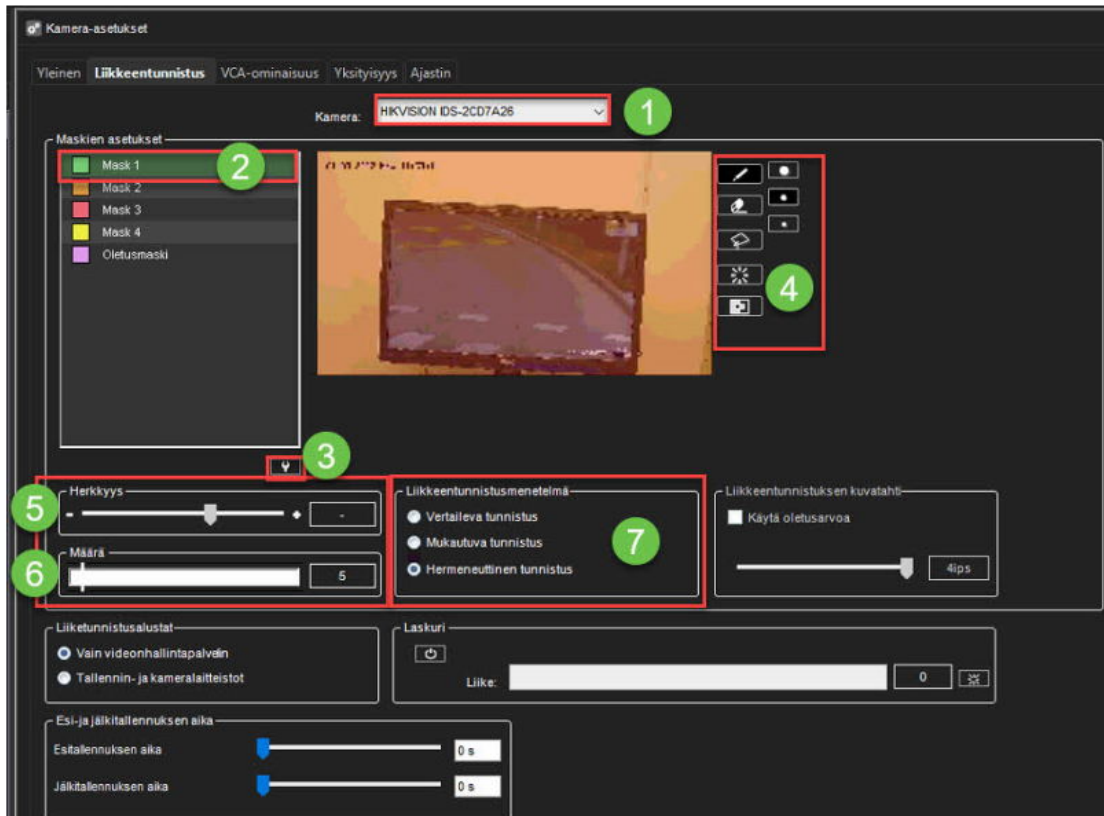 Kamera-asetukset
Yleinen Liikkeentunnistus VCA-ominaisuus Yksityisyys Ajastin
Kamera: HIKVISION IDS-2CD7A26 1
Maskien asetukset
Mask 1 2
Mask 2
Mask 3
Mask 4
Oletusmaski
4
3
5 Herkkyys
- + -
6 Määrä
5
Liikkeentunnistusmenetelmä
Vertaileva tunnistus
Mukautuva tunnistus
Hermeneuttinen tunnistus
7
Liikkeentunnistuksen kuvatahti
Käytä oletusarvoa
4ips
Liiketunnistusalustat
Vain videonhallintapalvelin
Tallennin- ja kameralaitteistot
Laskuri
Liike: 0
Esi-ja jälkitallennuksen aika
Esitallennuksen aika 0 s
Jälkitallennuksen aika 0 s